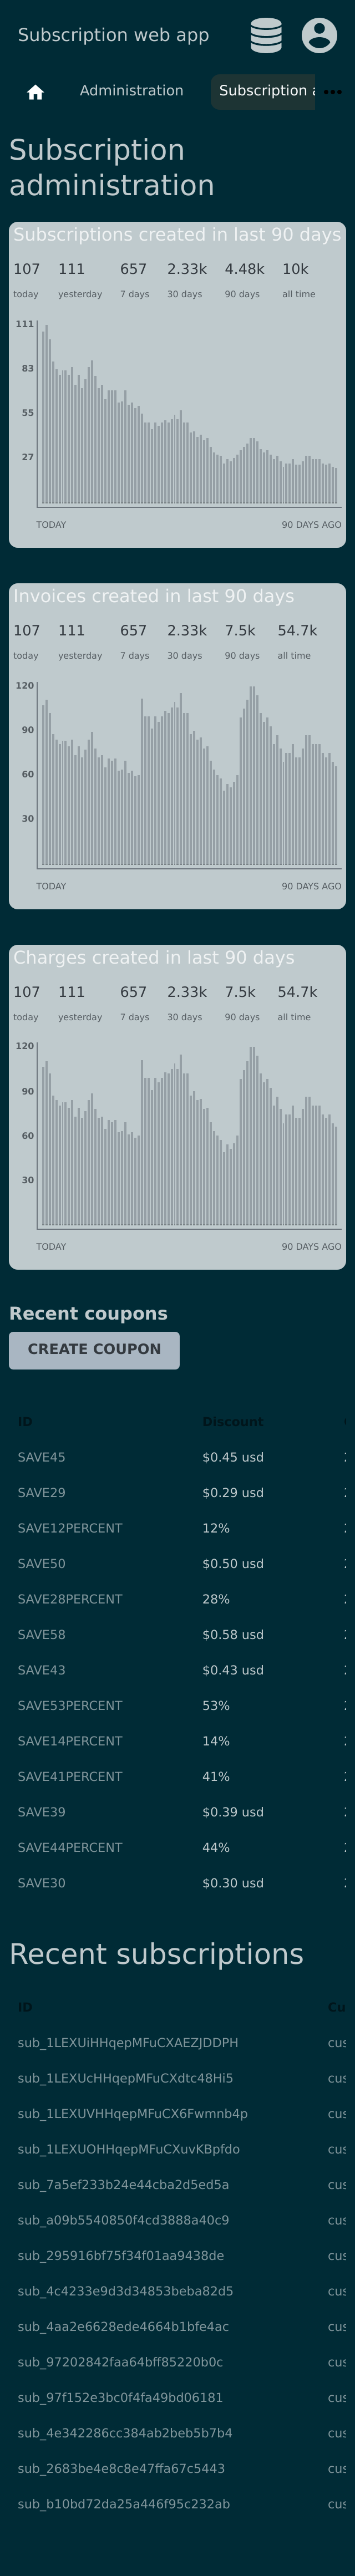 Subscription web app
Administration Subscription a
Subscription
administration
Subscriptions created in last 90 days
107 111 657 2.33k 4.48k 10k
today yesterday 7 days 30 days 90 days all time
111
83
55
27
TODAY 90 DAYS AGO
Invoices created in last 90 days
107 111 657 2.33k 7.5k 54.7k
today yesterday 7 days 30 days 90 days all time
120
90
60
30
TODAY 90 DAYS AGO
Charges created in last 90 days
107 111 657 2.33k 7.5k 54.7k
today yesterday 7 days 30 days 90 days all time
120
90
60
30
TODAY 90 DAYS AGO
Recent coupons
CREATE COUPON
ID Discount
SAVE45 $0.45 usd
SAVE29 $0.29 usd
SAVE12PERCENT 12%
SAVE50 $0.50 usd
SAVE28PERCENT 28%
SAVE58 $0.58 usd
SAVE43 $0.43 usd
SAVE53PERCENT 53%
SAVE14PERCENT 14%
SAVE41PERCENT 41%
SAVE39 $0.39 usd
SAVE44PERCENT 44%
SAVE30 $0.30 usd
Recent subscriptions
ID Cu
sub_1LEXUiHHqepMFuCXAEZJDDPH cus
sub_1LEXUcHHqepMFuCXdtc48Hi5 cus
sub_1LEXUVHHqepMFuCX6Fwmnb4p cus
sub_1LEXUOHHqepMFuCXuvKBpfdo cus
sub_7a5ef233b24e44cba2d5ed5a cus
sub_a09b5540850f4cd3888a40c9 cus
sub_295916bf75f34f01aa9438de cus
sub_4c4233e9d3d34853beba82d5 cus
sub_4aa2e6628ede4664b1bfe4ac cus
sub_97202842faa64bff85220b0c cus
sub_97f152e3bc0f4fa49bd06181 cus
sub_4e342286cc384ab2beb5b7b4 cus
sub_2683be4e8c8e47ffa67c5443 cus
sub_b10bd72da25a446f95c232ab cus